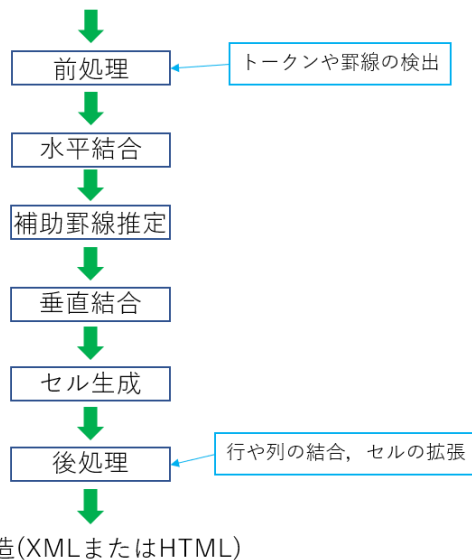 前処理
トークンや罫線の検出
水平結合
補助罫線推定
垂直結合
セル生成
後処理
行や列の結合，セルの拡張
造(XMLまたはHTML)